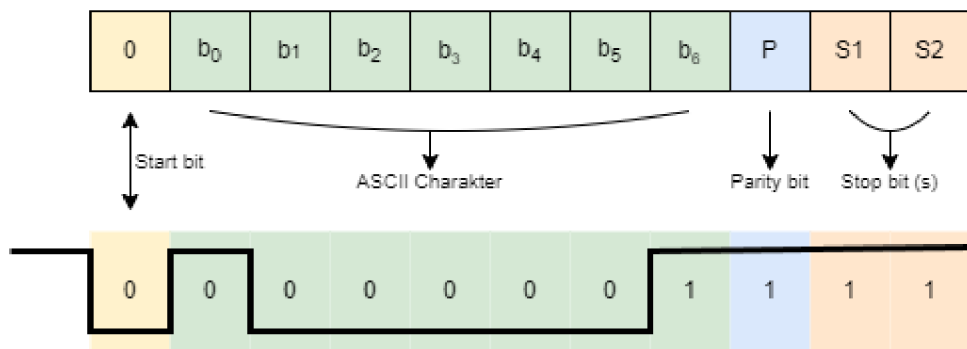 0 b₀ b₁ b₂ b₃ b₄ b₅ b₆ P S1 S2
Start bit
ASCII Charakter Parity bit Stop bit (s)
0 0 0 0 0 0 0 1 1 1 1